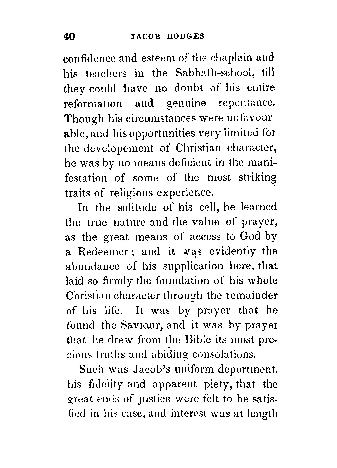 40 JACOB HODGES
confidence and esteem of the chaplain and
his teachers in the Sabbath-school, till
they could have no doubt of his entire
reformation and genuine repentance.
Though his circumstances were unfavour-
able, and his opportunities very limited for
the developement of Christian character,
he was by no means deficient in the mani-
festation of some of the most striking
traits of religious experience.
In the solitude of his cell, he learned
the true nature and the value of prayer,
as the great means of access to God by
a Redeemer; and it was evidently the
abundance of his supplication here, that
laid so firmly the foundation of his whole
Christian character through the remainder
of his life. It was by prayer that he
found the Saviour, and it was by prayer
that he drew from the Bible its most pre-
cious truths and abiding consolations.
Such was Jacob's uniform deportment,
his fidelity and apparent piety, that the
great ends of justice were felt to be satis-
fied in his case, and interest was at length